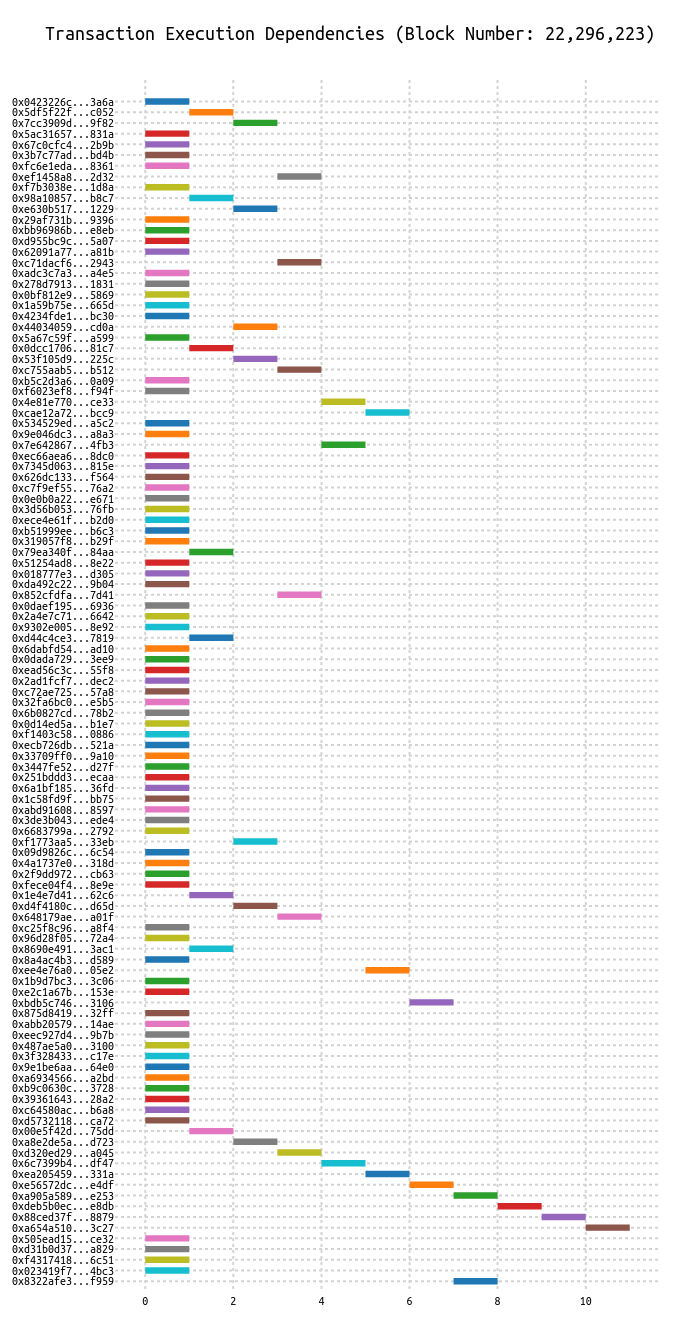 Transaction Execution Dependencies (Block Number: 22,296,223)
0x0423226c...3a6a
0x5df5f22f...c052
0x7cc3909d...9f82
0x5ac31657...831a
0x67c0cfc4...2b9b
0x3b7c77ad...bd4b
0xfc6e1eda...8361
0xef1458a8...2d32
0xf7b3038e...1d8a
0x98a10857...b8c7
0xe630b517...1229
0x29af731b...9396
0xbb96986b...e8eb
0xd955bc9c...5a07
0x62091a77...a81b
0xc71dacf6...2943
0xadc3c7a3...a4e5
0x278d7913...1831
0x0bf812e9...5869
0x1a59b75e...665d
0x4234fde1...bc30
0x44034059...cd0a
0x5a67c59f...a599
0x0dcc1706...81c7
0x53f105d9...225c
0xc755aab5...b512
0xb5c2d3a6...0a09
0xf6023ef8...f94f
0x4e81e770...ce33
0xcae12a72...bcc9
0x534529ed...a5c2
0x9e046dc3...a8a3
0x7e642867...4fb3
0xec66aea6...8dc0
0x7345d063...815e
0x626dc133...f564
0xc7f9ef55...76a2
0x0e0b0a22...e671
0x3d56b053...76fb
0xece4e61f...b2d0
0xb51999ee...b6c3
0x319057f8...b29f
0x79ea340f...84aa
0x51254ad8...8e22
0x018777e3...d305
0xda492c22...9b04
0x852cfdfa...7d41
0x0daef195...6936
0x2a4e7c71...6642
0x9302e005...8e92
0xd44c4ce3...7819
0x6dabfd54...ad10
0x0dada729...3ee9
0xead56c3c...55f8
0x2ad1fcf7...dec2
0xc72ae725...57a8
0x32fa6bc0...e5b5
0x6b0827cd...78b2
0x0d14ed5a...b1e7
0xf1403c58...0886
0xecb726db...521a
0x33709ff0...9a10
0x3447fe52...d27f
0x251bddd3...ecaa
0x6a1bf185...36fd
0x1c58fd9f...bb75
0xabd91608...8597
0x3de3b043...ede4
0x6683799a...2792
0xf1773aa5...33eb
0x09d9826c...6c54
0x4a1737e0...318d
0x2f9dd972...cb63
0xfece04f4...8e9e
0x1e4e7d41...62c6
0xd4f4180c...d65d
0x648179ae...a01f
0xc25f8c96...a8f4
0x96d28f05...72a4
0x8690e491...3ac1
0x8a4ac4b3...d589
0xee4e76a0...05e2
0x1b9d7bc3...3c06
0xe2c1a67b...153e
0xbdb5c746...3106
0x875d8419...32ff
0xabb20579...14ae
0xeec927d4...9b7b
0x487ae5a0...3100
0x3f328433...c17e
0x9e1be6aa...64e0
0xa6934566...a2bd
0xb9c0630c...3728
0x39361643...28a2
0xc64580ac...b6a8
0xd5732118...ca72
0x00e5f42d...75dd
0xa8e2de5a...d723
0xd320ed29...a045
0x6c7399b4...df47
0xea205459...331a
0xe56572dc...e4df
0xa905a589...e253
0xdeb5b0ec...e8db
0x88ced37f...8879
0xa654a510...3c27
0x505ead15...ce32
0xd31b0d37...a829
0xf4317418...6c51
0x023419f7...4bc3
0x8322afe3...f959
0 2 4 6 8 10